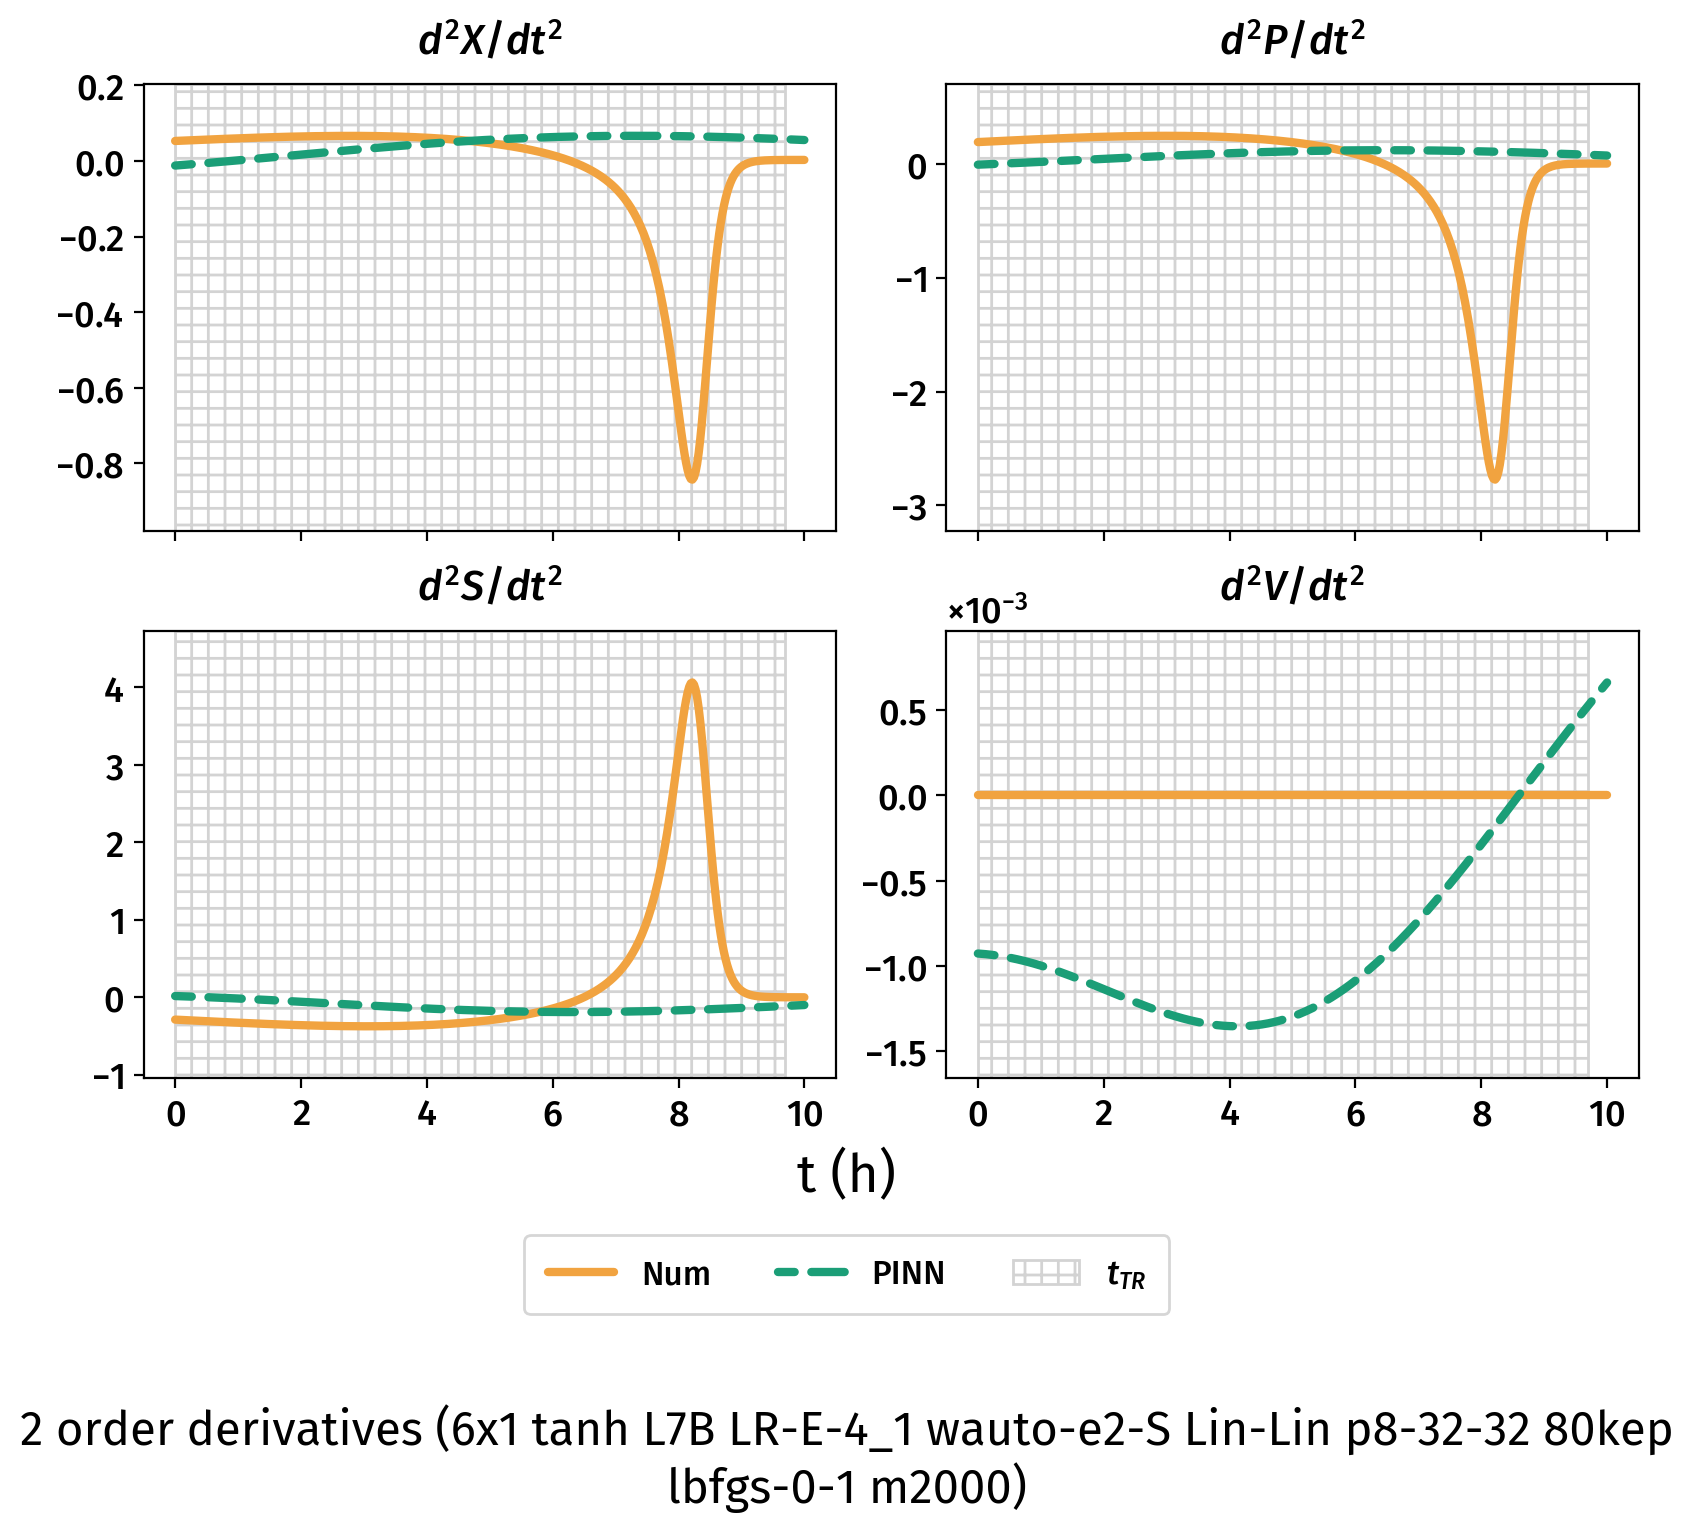 d²X/dt²
d²P/dt²
0.2
0.0
−0.2
−0.4
−0.6
−0.8
0
−1
−2
−3
d²S/dt²
d²V/dt²
×10⁻³
4
3
2
1
0
−1
0.5
0.0
−0.5
−1.0
−1.5
0 2 4 6 8 10
0 2 4 6 8 10
t (h)
Num PINN t_TR
2 order derivatives (6x1 tanh L7B LR-E-4_1 wauto-e2-S Lin-Lin p8-32-32 80kep
lbfgs-0-1 m2000)